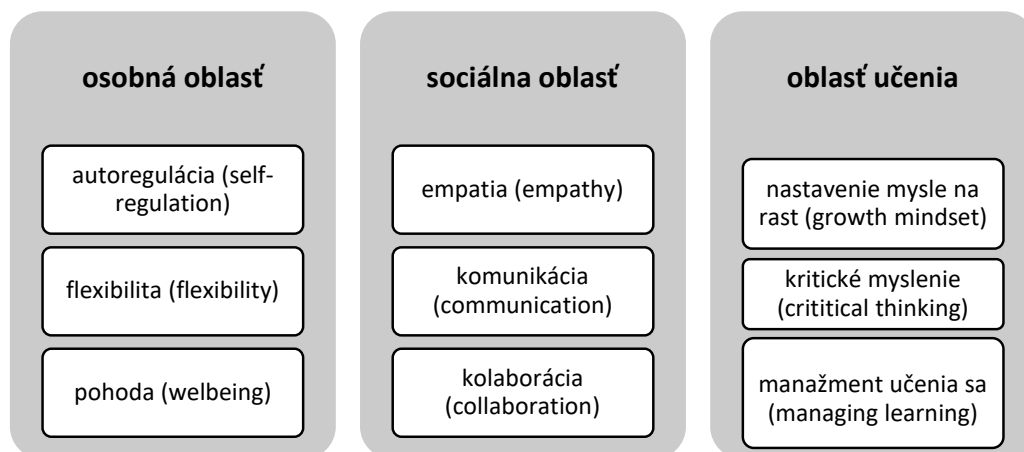 osobná oblasť
autoregulácia (self-
regulation)
flexibilita (flexibility)
pohoda (welbeing)
sociálna oblasť
empatia (empathy)
komunikácia
(communication)
kolaborácia
(collaboration)
oblasť učenia
nastavenie mysle na
rast (growth mindset)
kritické myslenie
(crititical thinking)
manažment učenia sa
(managing learning)